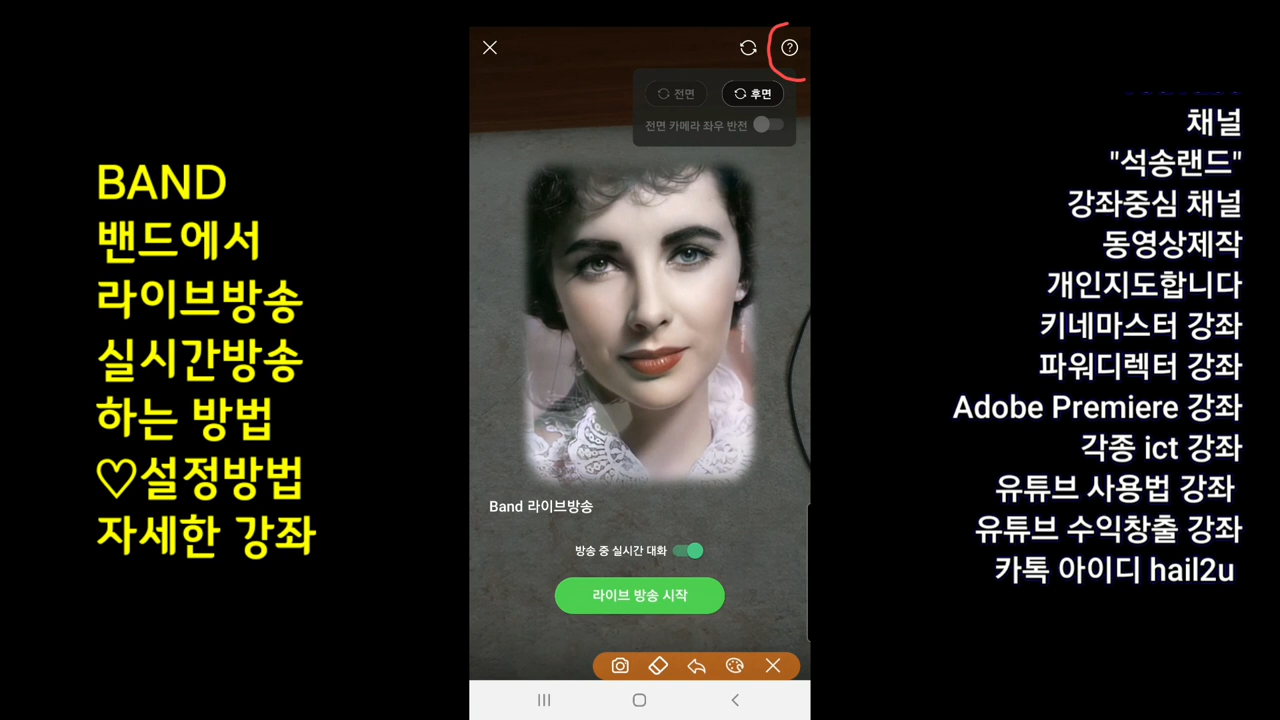 BAND
밴드에서
라이브방송
실시간방송
하는 방법
♡설정방법
자세한 강좌
전면
후면
전면 카메라 좌우 반전
Band 라이브방송
방송 중 실시간 대화
라이브 방송 시작
채널
"석송랜드"
강좌중심 채널
동영상제작
개인지도합니다
키네마스터 강좌
파워디렉터 강좌
Adobe Premiere 강좌
각종 ict 강좌
유튜브 사용법 강좌
유튜브 수익창출 강좌
카톡 아이디 hail2u